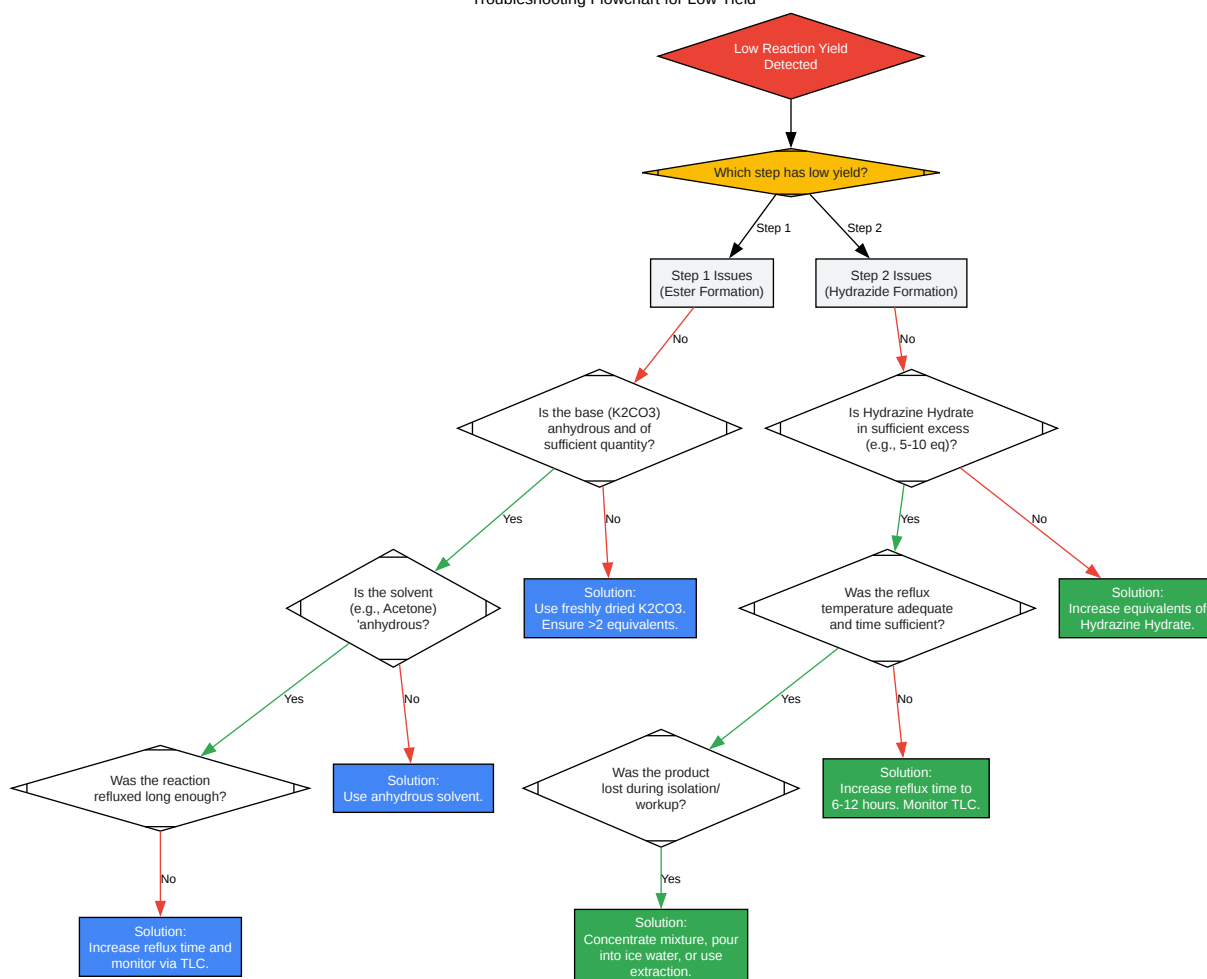 Troubleshooting Flowchart for Low Yield
Low Reaction Yield
Detected
Which step has low yield?
Step 1
Step 2
Step 1 Issues
(Ester Formation)
Step 2 Issues
(Hydrazide Formation)
No
No
Is the base (K2CO3)
anhydrous and of
sufficient quantity?
Is Hydrazine Hydrate
in sufficient excess
(e.g., 5-10 eq)?
Yes
No
Yes
No
Is the solvent
(e.g., Acetone)
'anhydrous?
Solution:
Use freshly dried K2CO3.
Ensure >2 equivalents.
Was the reflux
temperature adequate
and time sufficient?
Solution:
Increase equivalents of
Hydrazine Hydrate.
Yes
No
Yes
No
Was the reaction
refluxed long enough?
Solution:
Use anhydrous solvent.
Was the product
lost during isolation/
workup?
Solution:
Increase reflux time to
6-12 hours. Monitor TLC.
No
Yes
Solution:
Increase reflux time and
monitor via TLC.
Solution:
Concentrate mixture, pour
into ice water, or use
extraction.